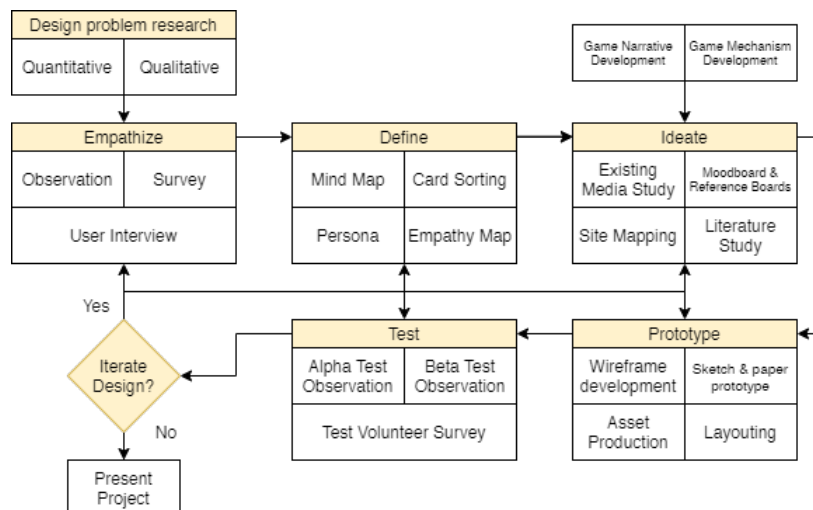 Design problem research
Quantitative
Qualitative
Game Narrative
Development
Game Mechanism
Development
Empathize
Observation
Survey
User Interview
Define
Mind Map
Card Sorting
Persona
Empathy Map
Ideate
Existing
Media Study
Moodboard &
Reference Boards
Site Mapping
Literature
Study
Yes
Iterate
Design?
No
Present
Project
Test
Alpha Test
Observation
Beta Test
Observation
Test Volunteer Survey
Prototype
Wireframe
development
Sketch & paper
prototype
Asset
Production
Layouting